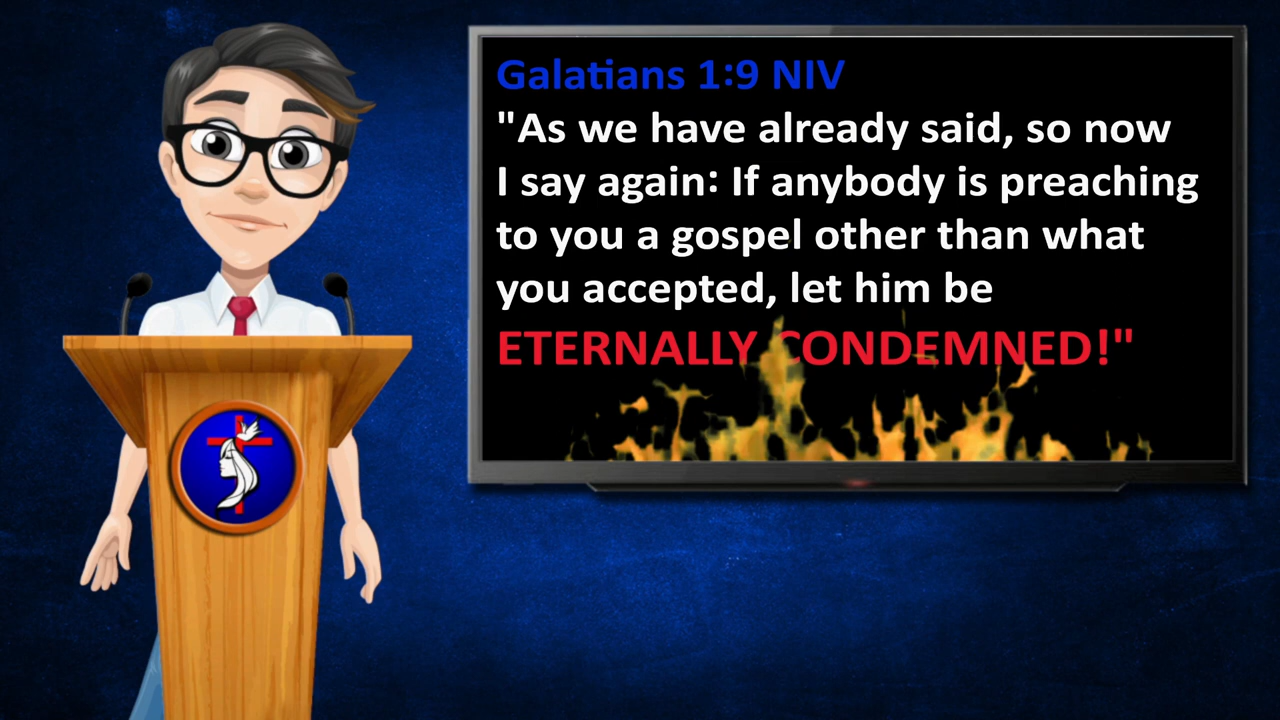 Galatians 1:9 NIV
"As we have already said, so now
I say again: If anybody is preaching
to you a gospel other than what
you accepted, let him be
ETERNALLY CONDEMNED!"